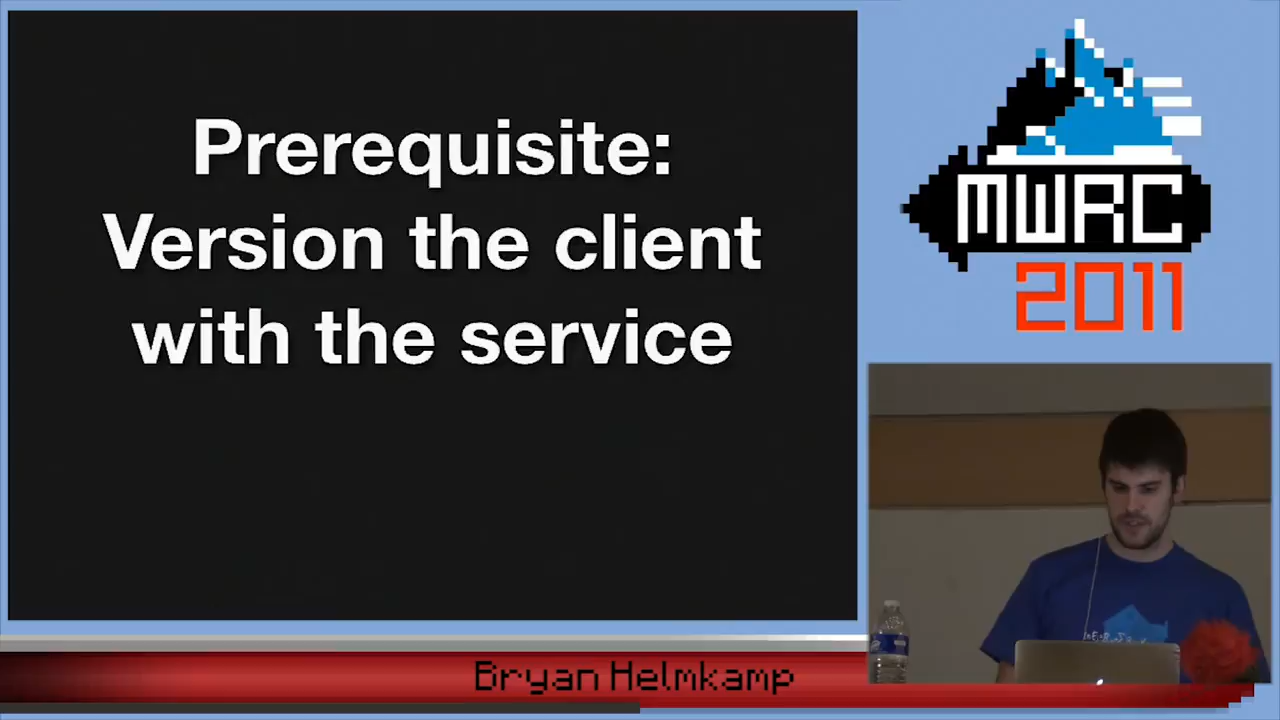 Prerequisite:
Version the client
with the service
MWRC
2011
Bryan Helmkamp